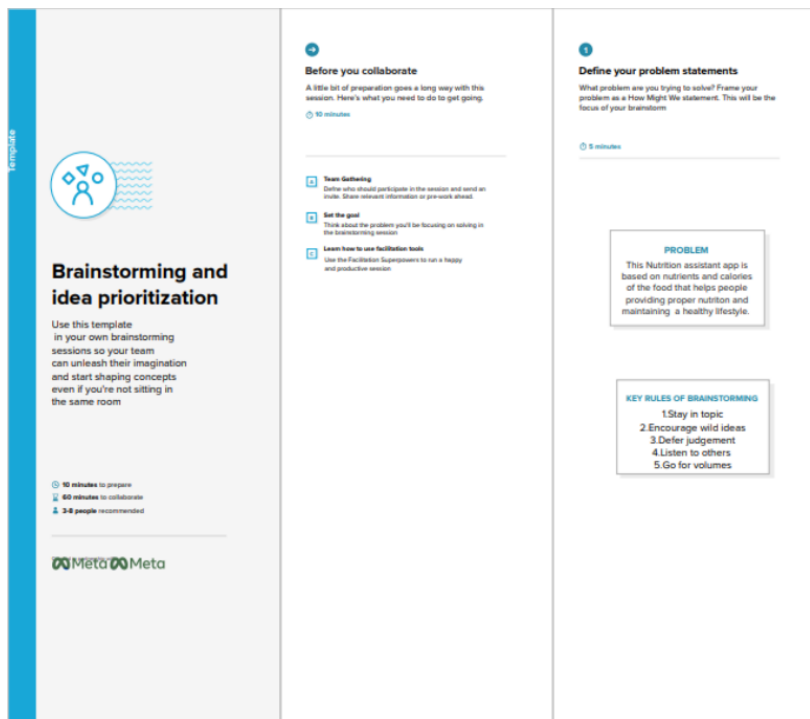 Template
Brainstorming and
idea prioritization
Use this template
in your own brainstorming
sessions so your team
can unleash their imagination
and start shaping concepts
even if you're not sitting in
the same room
10 minutes to prepare
60 minutes to collaborate
3-8 people recommended
Meta Meta
Before you collaborate
A little bit of preparation goes a long way with this
session. Here's what you need to do to get going.
10 minutes
A
Team Gathering
Define who should participate in the session and send an
invite. Share relevant information or pre-work ahead.
B
Set the goal
Think about the problem you'll be focusing on solving in
the brainstorming session
C
Learn how to use facilitation tools
Use the Facilitation Superpowers to run a happy
and productive session
1
Define your problem statements
What problem are you trying to solve? Frame your
problem as a How Might We statement. This will be the
focus of your brainstorm
5 minutes
PROBLEM
This Nutrition assistant app is
based on nutrients and calories
of the food that helps people
providing proper nutriton and
maintaining a healthy lifestyle.
KEY RULES OF BRAINSTORMING
1.Stay in topic
2.Encourage wild ideas
3.Defer judgement
4.Listen to others
5.Go for volumes